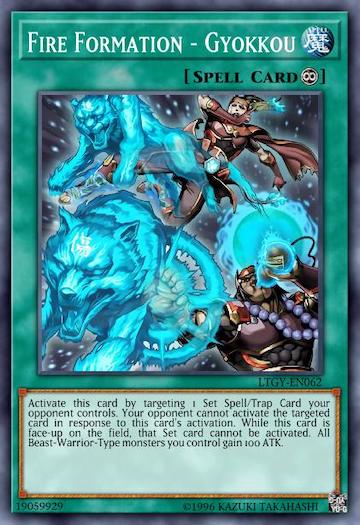 Fire Formation - Gyokkou
魔
[Spell Card]
LTGY-EN062
Activate this card by targeting 1 Set Spell/Trap Card your
opponent controls. Your opponent cannot activate the targeted
card in response to this card's activation. While this card is
face-up on the field, that Set card cannot be activated. All
Beast-Warrior-Type monsters you control gain 100 ATK.
19059929
©1996 KAZUKI TAKAHASHI